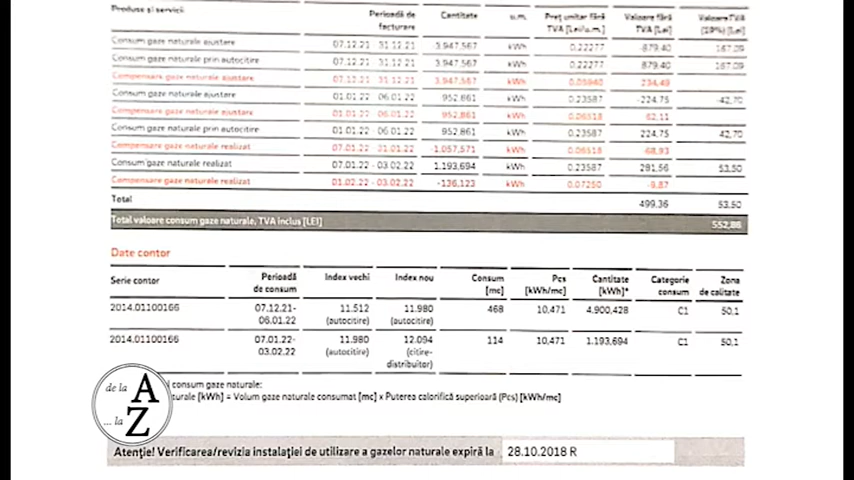 Produse și servicii Perioadă de facturare Cantitate u.m. Preț unitar fără TVA [Lei/u.m.] Valoare fără TVA [Lei] Valoare TVA (19%) [Lei]
Consum gaze naturale ajustare 07.12.21 31.12.21 3.947,567 kWh 0,22277 -879,40 167,09
Consum gaze naturale prin autocitire 07.12.21 31.12.21 3.947,567 kWh 0,22277 879,40 167,09
Compensare gaze naturale ajustare 07.12.21 31.12.21 3.947,567 kWh 234,49
Consum gaze naturale ajustare 01.01.22 06.01.22 952,861 kWh 0,23587 -224,75 -42,70
Compensare gaze naturale ajustare 01.01.22 06.01.22 952,861 kWh 0,06518 62,11
Consum gaze naturale prin autocitire 01.01.22 06.01.22 952,861 kWh 0,23587 224,75 42,70
Compensare gaze naturale realizat 07.01.22 31.01.22 -1.057,571 kWh 0,06518 -68,93
Consum gaze naturale realizat 07.01.22 - 03.02.22 1.193,694 kWh 0,23587 281,56 53,50
Compensare gaze naturale realizat 01.02.22 - 03.02.22 -136,123 kWh 0,07250 -9,87
Total 499,36 53,50
Total valoare consum gaze naturale, TVA inclus [LEI] 552,86
Date contor
Serie contor Perioadă de consum Index vechi Index nou Consum [mc] Pcs [kWh/mc] Cantitate [kWh]* Categorie consum Zona de calitate
2014.01100166 07.12.21- 06.01.22 11.512 (autocitire) 11.980 (autocitire) 468 10,471 4.900,428 C1 50,1
2014.01100166 07.01.22- 03.02.22 11.980 (autocitire) 12.094 (citire- distribuitor) 114 10,471 1.193,694 C1 50,1
l consum gaze naturale:
turale [kWh] = Volum gaze naturale consumat [mc] x Puterea calorifică superioară (Pcs) [kWh/mc]
de la A
... la Z
Atenție! Verificarea/revizia instalației de utilizare a gazelor naturale expiră la 28.10.2018 R